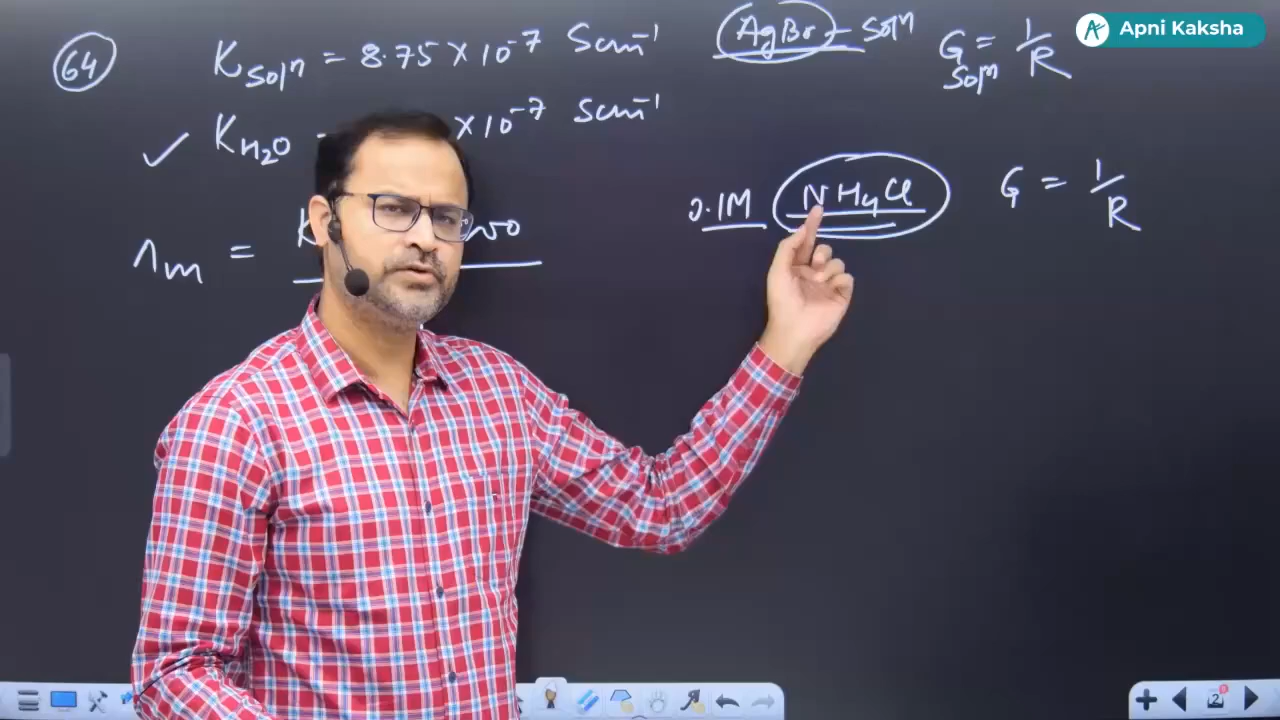 64
K soln = 8.75 × 10⁻⁷ Scm⁻¹
AgBr - soln
G soln = 1/R
Apni Kaksha
✓ K H₂O × 10⁻⁷ Scm⁻¹
0.1M NH₄Cl
G = 1/R
Λm = K
2